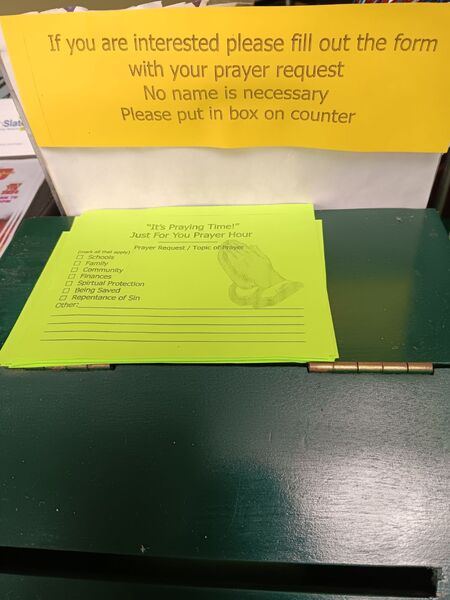 If you are interested please fill out the form
with your prayer request
No name is necessary
Please put in box on counter
"It's Praying Time!"
Just For You Prayer Hour
Prayer Request / Topic of Prayer
(mark all that apply)
Schools
Family
Community
Finances
Spirtual Protection
Being Saved
Repentance of Sin
Other: